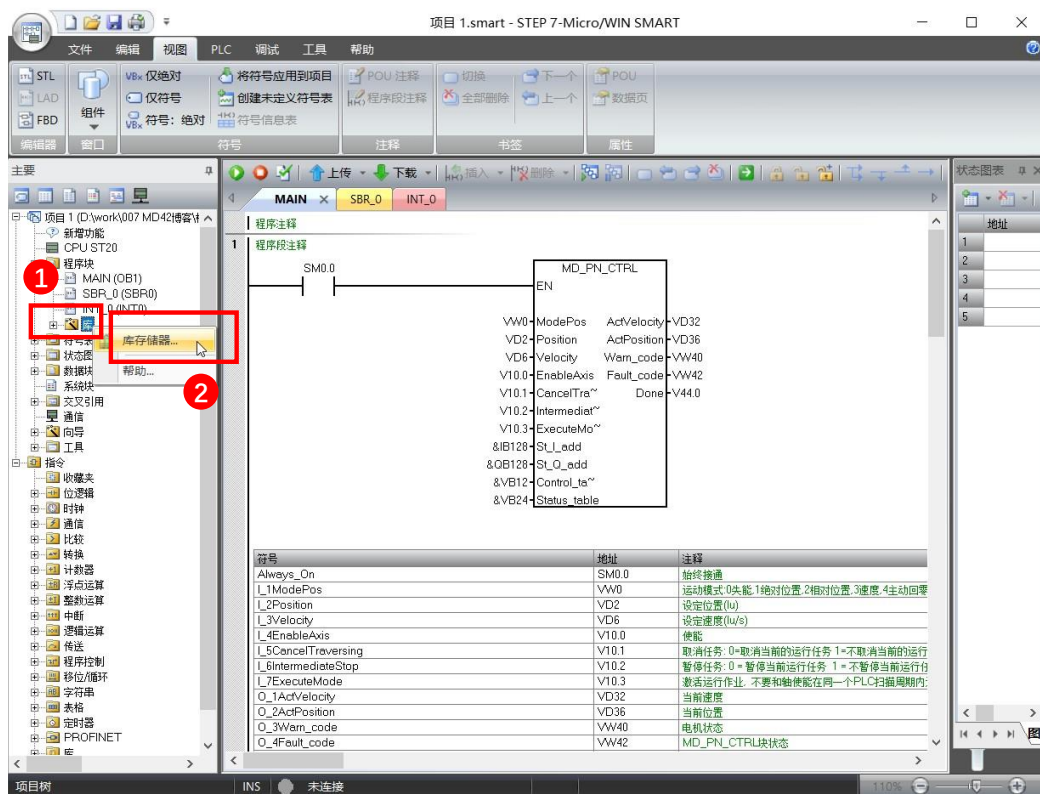 项目 1.smart - STEP 7-Micro/WIN SMART
文件 编辑 视图 PLC 调试 工具 帮助
STL
LAD
FBD
编辑器
组件
窗口
VBx 仅绝对
仅符号
VBx 符号：绝对
将符号应用到项目
创建未定义符号表
符号信息表
符号
POU 注释
程序段注释
注释
切换
全部删除
下一个
上一个
书签
POU
数据页
属性
主要
项目 1 (D:\work\007 MD42博客\
新增功能
CPU ST20
程序块
MAIN (OB1)
SBR_0 (SBR0)
INT_0 (INT0)
库
符号表
状态图
数据块
系统块
交叉引用
通信
向导
工具
指令
收藏夹
位逻辑
时钟
通信
比较
转换
计数器
浮点运算
整数运算
中断
逻辑运算
传送
程序控制
移位/循环
字符串
表格
定时器
PROFINET
库
1
库存储器...
帮助...
2
上传 下载 插入 删除
MAIN SBR_0 INT_0
程序注释
1 程序段注释
SM0.0
MD_PN_CTRL
EN
VW0 ModePos ActVelocity VD32
VD2 Position ActPosition VD36
VD6 Velocity Warn_code VW40
V10.0 EnableAxis Fault_code VW42
V10.1 CancelTra~ Done V44.0
V10.2 Intermediat~
V10.3 ExecuteMo~
&IB128 St_I_add
&QB128 St_Q_add
&VB12 Control_ta~
&VB24 Status_table
符号 地址 注释
Always_On SM0.0 始终接通
I_1ModePos VW0 运动模式:0失能.1绝对位置.2相对位置.3速度.4主动回零
I_2Position VD2 设定位置(lu)
I_3Velocity VD6 设定速度(lu/s)
I_4EnableAxis V10.0 使能
I_5CancelTraversing V10.1 取消任务: 0=取消当前的运行任务 1=不取消当前的运行
I_6IntermediateStop V10.2 暂停任务: 0 = 暂停当前运行任务 1 = 不暂停当前运行任
I_7ExecuteMode V10.3 激活运行作业, 不要和轴使能在同一个PLC扫描周期内
O_1ActVelocity VD32 当前速度
O_2ActPosition VD36 当前位置
O_3Warn_code VW40 电机状态
O_4Fault_code VW42 MD_PN_CTRL块状态
状态图表
地址
1
2
3
4
5
图
项目树 INS 未连接 110%